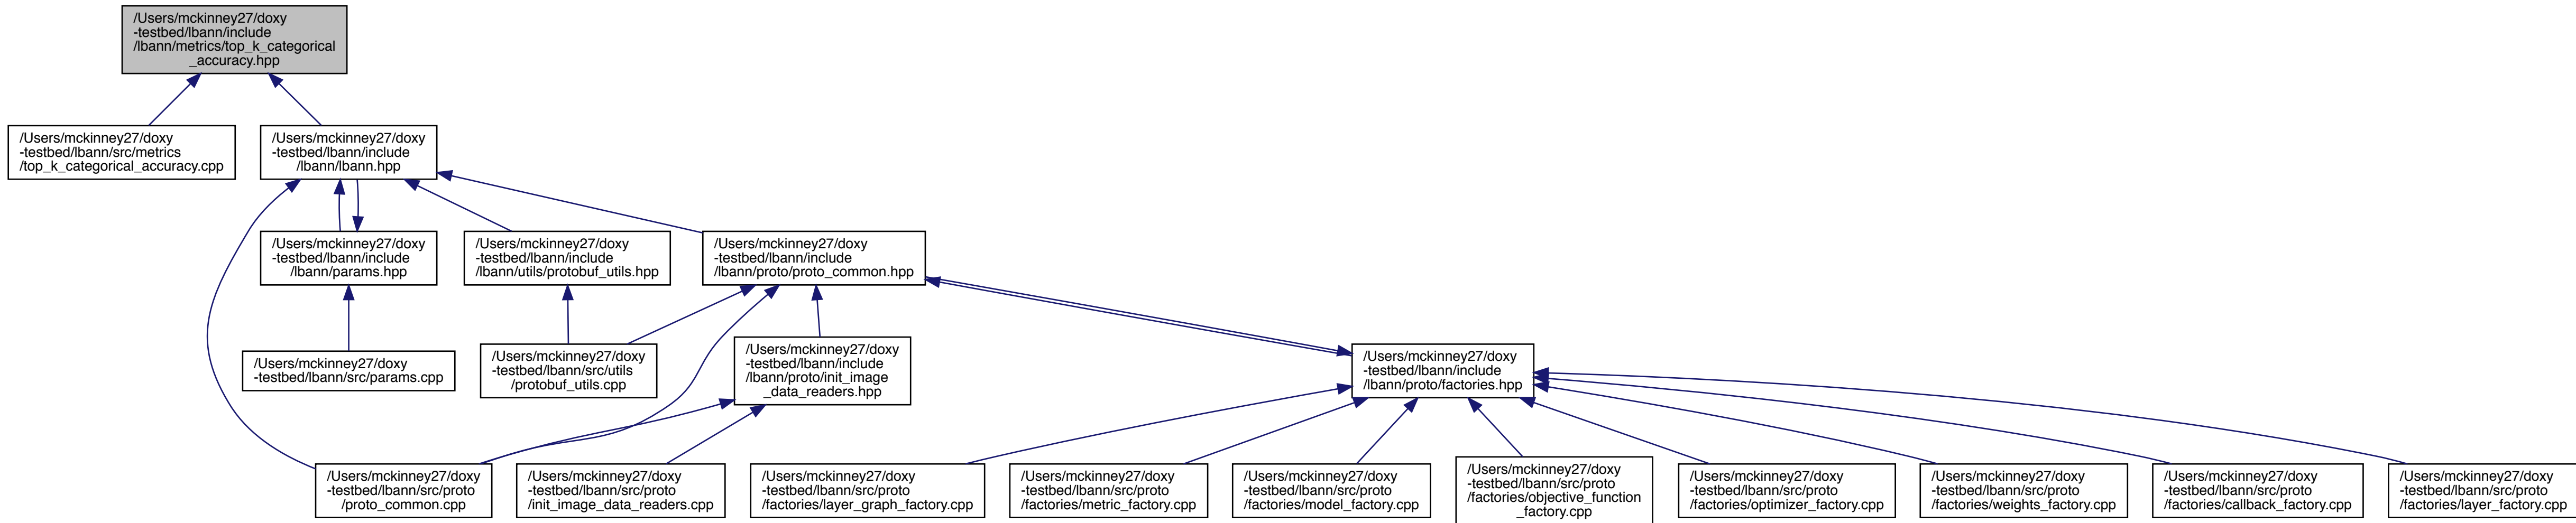 /Users/mckinney27/doxy
-testbed/lbann/include
/lbann/metrics/top_k_categorical
_accuracy.hpp
/Users/mckinney27/doxy
-testbed/lbann/src/metrics
/top_k_categorical_accuracy.cpp
/Users/mckinney27/doxy
-testbed/lbann/include
/lbann/lbann.hpp
/Users/mckinney27/doxy
-testbed/lbann/include
/lbann/params.hpp
/Users/mckinney27/doxy
-testbed/lbann/include
/lbann/utils/protobuf_utils.hpp
/Users/mckinney27/doxy
-testbed/lbann/include
/lbann/proto/proto_common.hpp
/Users/mckinney27/doxy
-testbed/lbann/src/params.cpp
/Users/mckinney27/doxy
-testbed/lbann/src/utils
/protobuf_utils.cpp
/Users/mckinney27/doxy
-testbed/lbann/include
/lbann/proto/init_image
_data_readers.hpp
/Users/mckinney27/doxy
-testbed/lbann/include
/lbann/proto/factories.hpp
/Users/mckinney27/doxy
-testbed/lbann/src/proto
/proto_common.cpp
/Users/mckinney27/doxy
-testbed/lbann/src/proto
/init_image_data_readers.cpp
/Users/mckinney27/doxy
-testbed/lbann/src/proto
/factories/layer_graph_factory.cpp
/Users/mckinney27/doxy
-testbed/lbann/src/proto
/factories/metric_factory.cpp
/Users/mckinney27/doxy
-testbed/lbann/src/proto
/factories/model_factory.cpp
/Users/mckinney27/doxy
-testbed/lbann/src/proto
/factories/objective_function
_factory.cpp
/Users/mckinney27/doxy
-testbed/lbann/src/proto
/factories/optimizer_factory.cpp
/Users/mckinney27/doxy
-testbed/lbann/src/proto
/factories/weights_factory.cpp
/Users/mckinney27/doxy
-testbed/lbann/src/proto
/factories/callback_factory.cpp
/Users/mckinney27/doxy
-testbed/lbann/src/proto
/factories/layer_factory.cpp